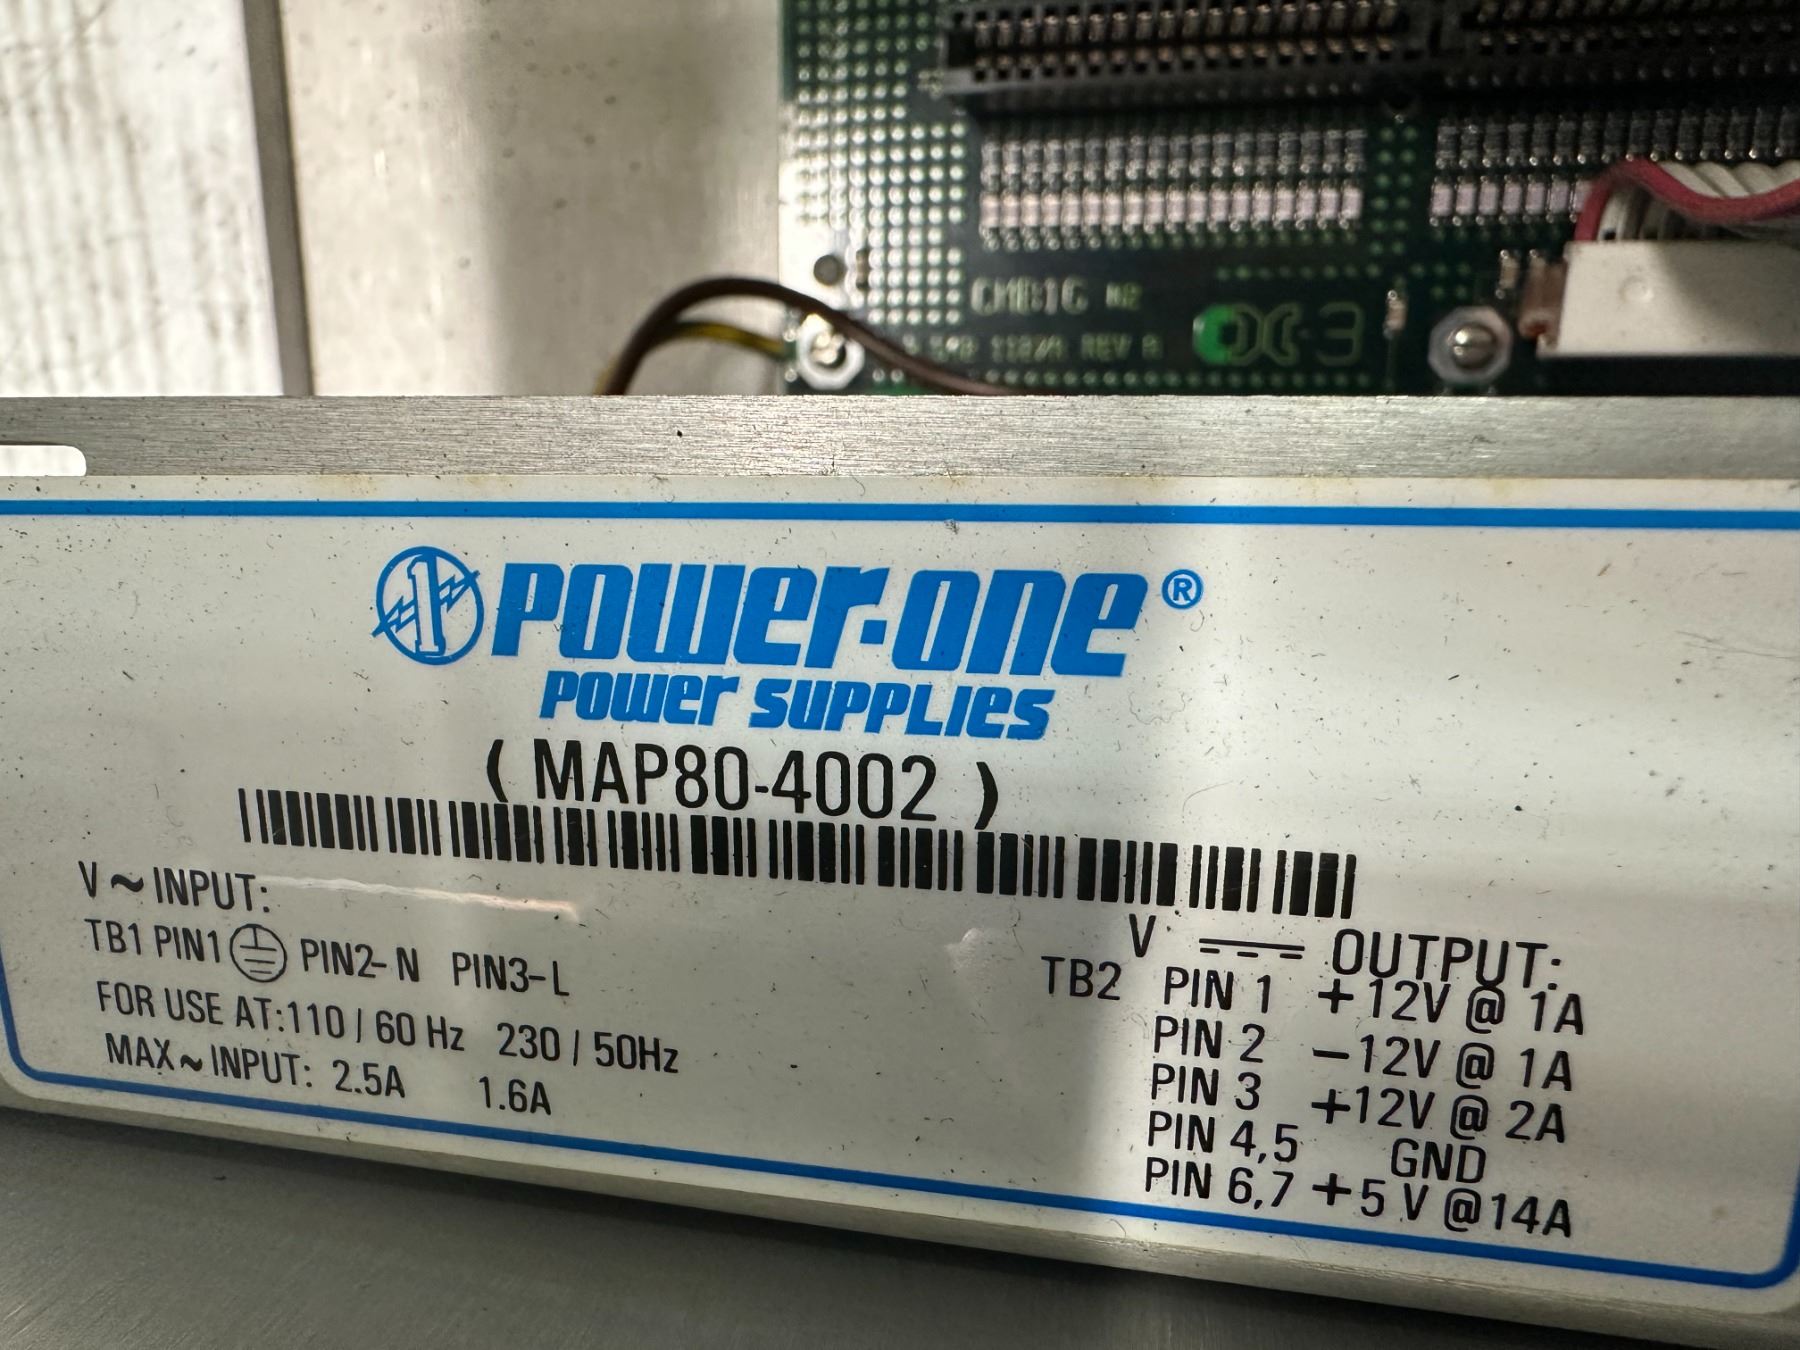 CMB16 M2
REV
power-one®
POWER SUPPLIES
( MAP80-4002 )
V ~ INPUT:
TB1 PIN1 PIN2-N PIN3-L
FOR USE AT:110 / 60 Hz 230 / 50Hz
MAX~INPUT: 2.5A 1.6A
V ⎓ OUTPUT:
TB2 PIN 1 +12V @ 1A
PIN 2 –12V @ 1A
PIN 3 +12V @ 2A
PIN 4,5 GND
PIN 6,7 +5 V @14A